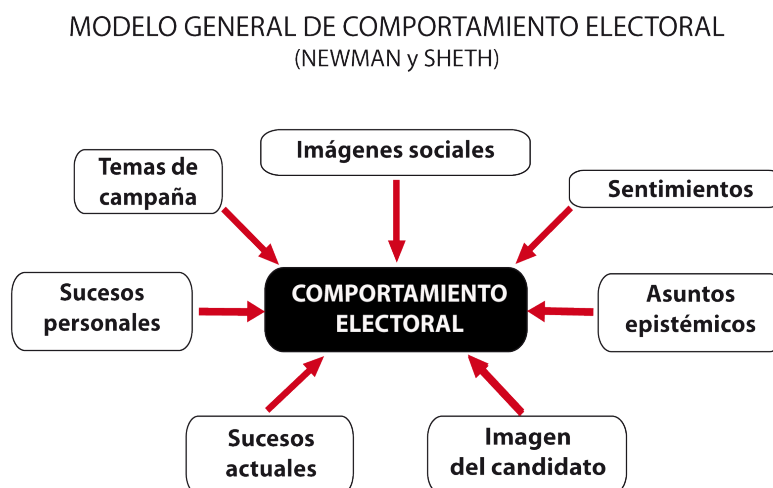 MODELO GENERAL DE COMPORTAMIENTO ELECTORAL
(NEWMAN y SHETH)
Imágenes sociales
Temas de
campaña
Sentimientos
Sucesos
personales
COMPORTAMIENTO
ELECTORAL
Asuntos
epistémicos
Sucesos
actuales
Imagen
del candidato